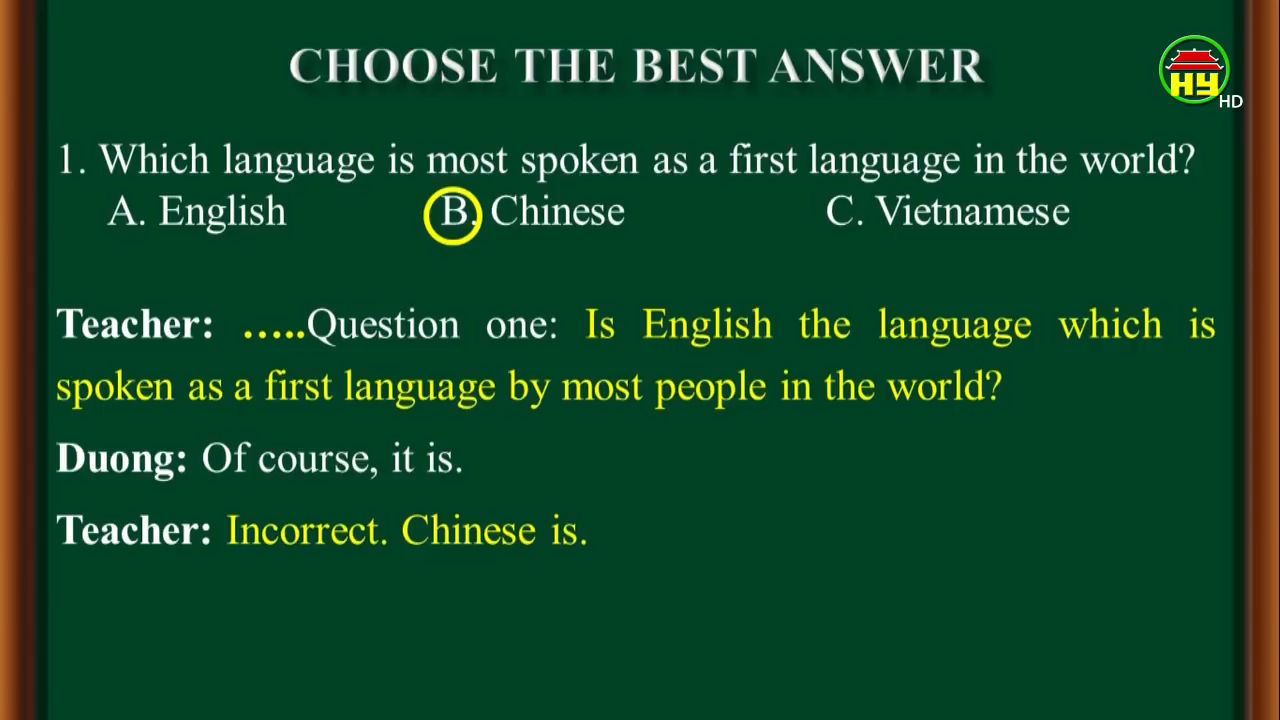 CHOOSE THE BEST ANSWER
HY
HD
1. Which language is most spoken as a first language in the world?
A. English B. Chinese C. Vietnamese
Teacher: .....Question one: Is English the language which is
spoken as a first language by most people in the world?
Duong: Of course, it is.
Teacher: Incorrect. Chinese is.